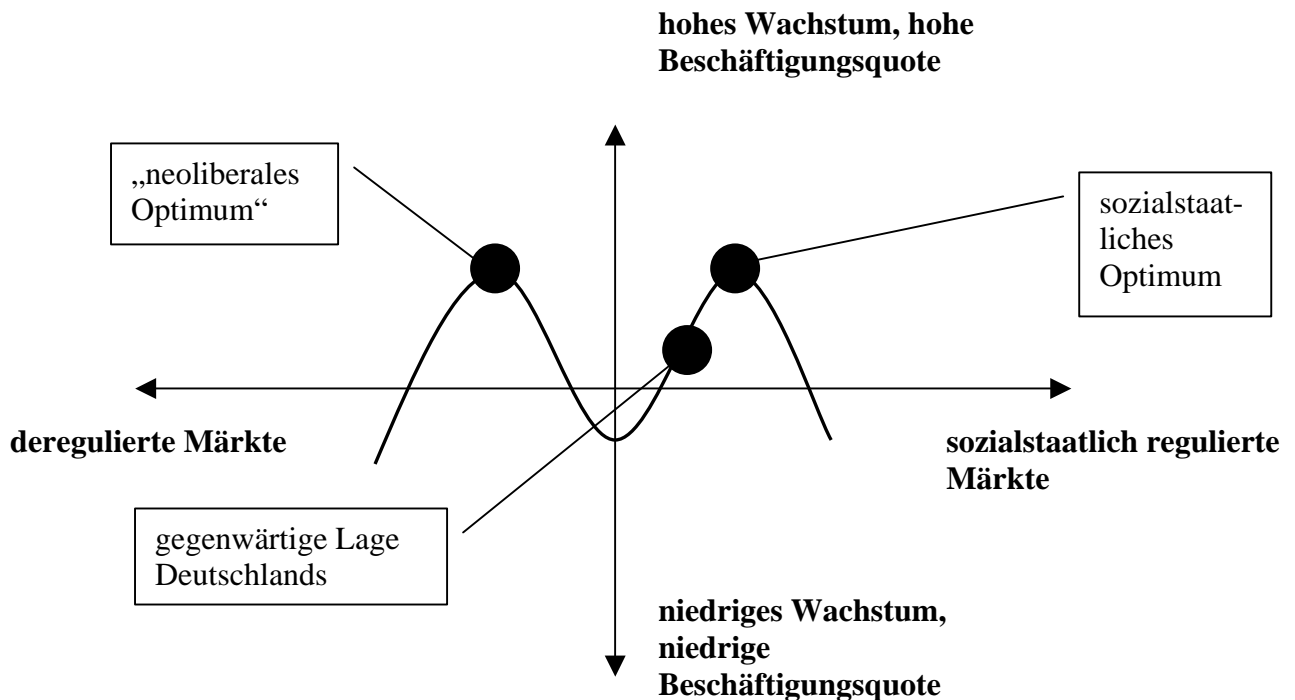 hohes Wachstum, hohe
Beschäftigungsquote
„neoliberales
Optimum“
sozialstaat-
liches
Optimum
deregulierte Märkte
sozialstaatlich regulierte
Märkte
gegenwärtige Lage
Deutschlands
niedriges Wachstum,
niedrige
Beschäftigungsquote